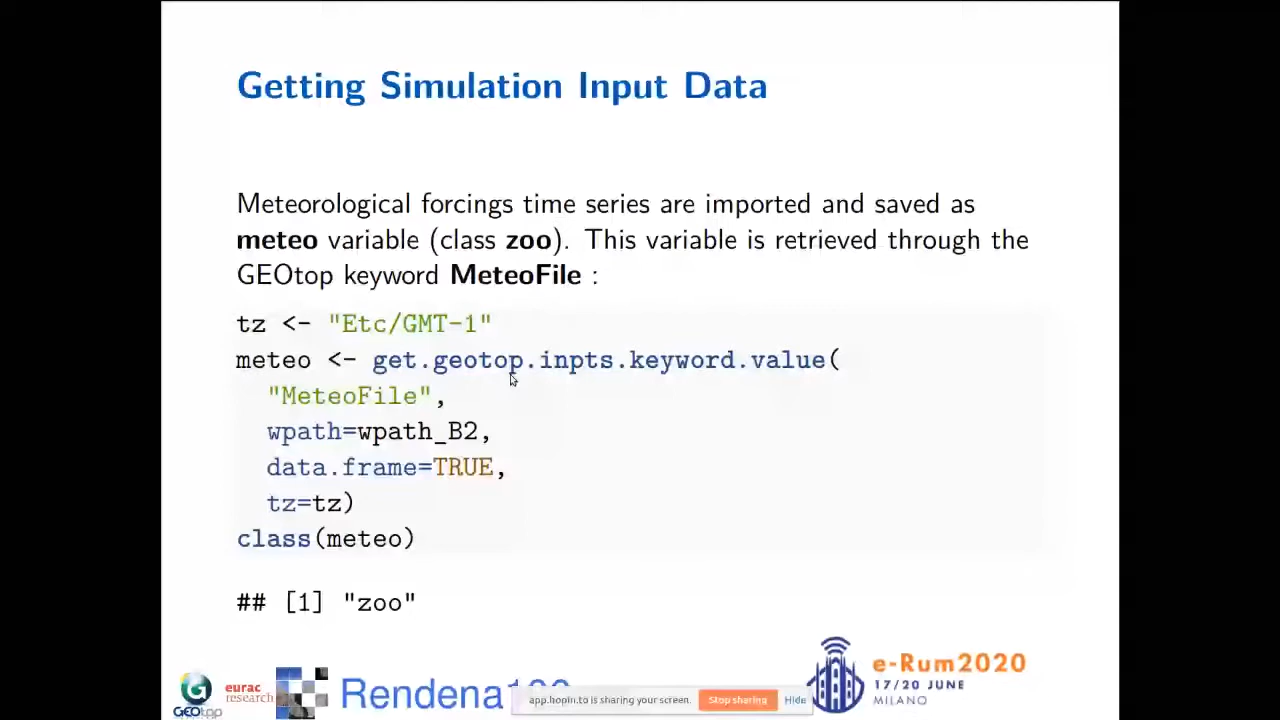 Getting Simulation Input Data
Meteorological forcings time series are imported and saved as
meteo variable (class zoo). This variable is retrieved through the
GEOtop keyword MeteoFile :
tz <- "Etc/GMT-1"
meteo <- get.geotop.inpts.keyword.value(
"MeteoFile",
wpath=wpath_B2,
data.frame=TRUE,
tz=tz)
class(meteo)
## [1] "zoo"
GEOtop
eurac
research
app.hopin.to is sharing your screen.
Stop sharing
Hide
e-Rum2020
17/20 JUNE
MILANO